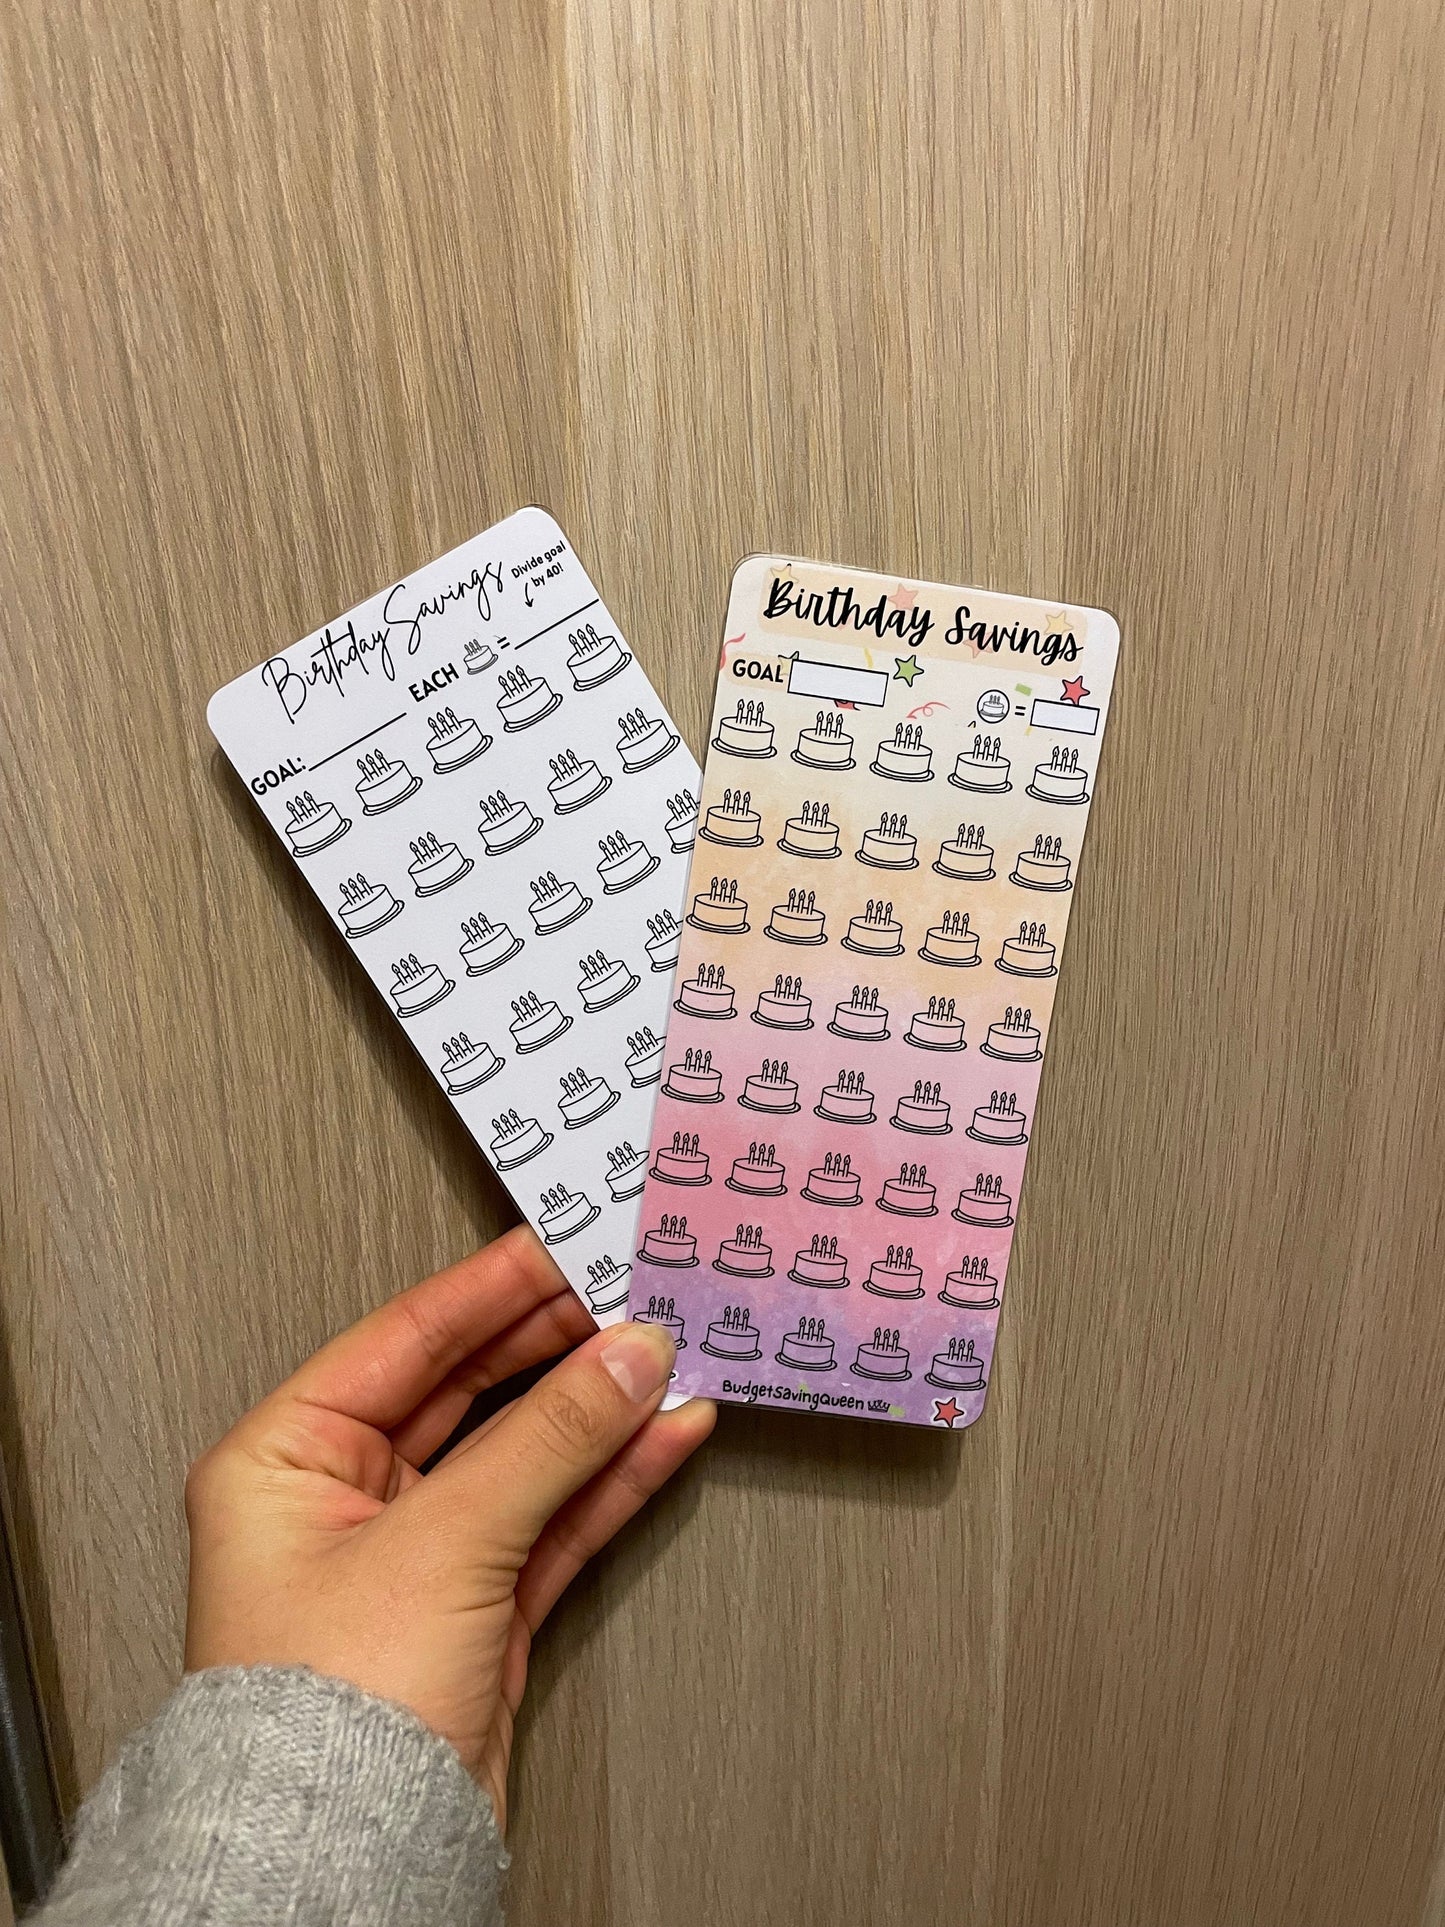 Birthday Savings
Divide goal
by 40!
EACH =
GOAL:
Birthday Savings
GOAL
=
BudgetSavingQueen